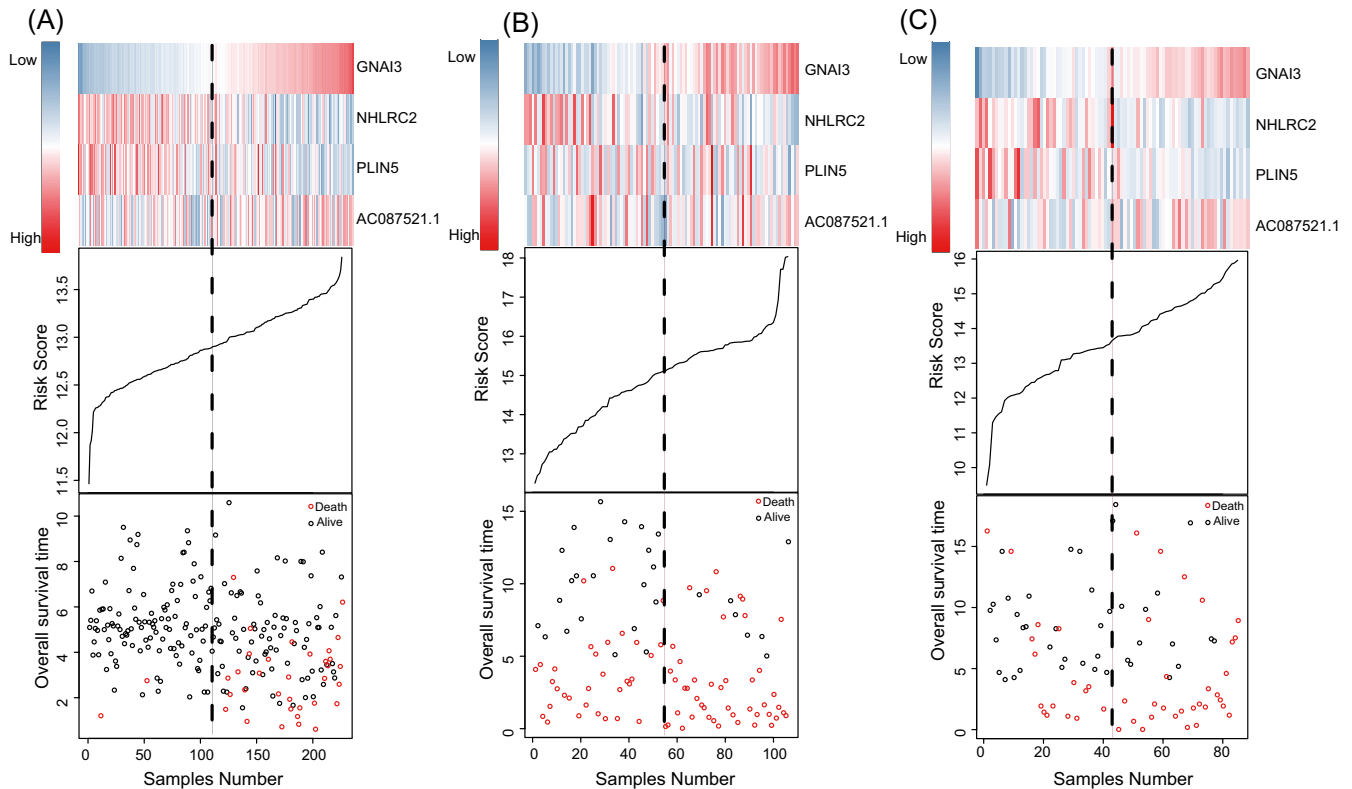 (A)
Low
High
GNAI3
NHLRC2
PLIN5
AC087521.1
Risk Score
13.5
13.0
12.5
12.0
11.5
Overall survival time
10
8
6
4
2
Death
Alive
0 50 100 150 200
Samples Number
(B)
Low
High
GNAI3
NHLRC2
PLIN5
AC087521.1
Risk Score
18
17
16
15
14
13
Overall survival time
15
10
5
0
Death
Alive
0 20 40 60 80 100
Samples Number
(C)
Low
High
GNAI3
NHLRC2
PLIN5
AC087521.1
Risk Score
16
15
14
13
12
11
10
Overall survival time
15
10
5
0
Death
Alive
0 20 40 60 80
Samples Number